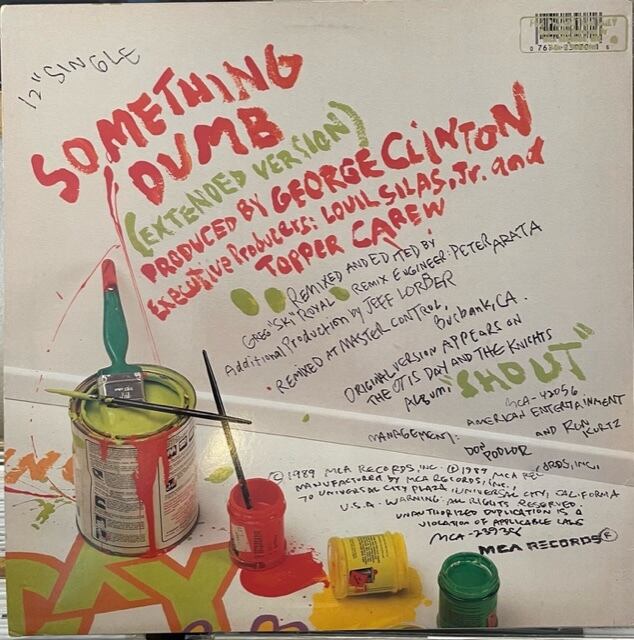 12" SINGLE
SOMETHING
DUMB
(EXTENDED VERSION)
PRODUCED BY GEORGE CLINTON
EXECUTIVE PRODUCERS: LOUIL SILAS, Jr. and
TOPPER CAREW
REMIXED AND EDITED BY
GREG "SKI" ROYAL REMIX ENGINEER: PETER ARATA
Additional Production by JEFF LORBER
REMIXED AT MASTER CONTROL,
BURBANK, CA.
ORIGINAL VERSION APPEARS ON
THE OTIS DAY AND THE KNIGHTS
ALBUM, "SHOUT"
MCA-42056
MANAGEMENT: AMERICAN ENTERTAINMENT
DON PODLOR AND RON KURTZ
© 1989 MCA RECORDS, INC. Ⓟ 1989 MCA REC
ORDS, INC.
MANUFACTURED BY MCA RECORDS, INC.,
70 UNIVERSAL CITY PLAZA, UNIVERSAL CITY, CALIFORNIA
U.S.A. WARNING: ALL RIGHTS RESERVED
UNAUTHORIZED DUPLICATION IS A
VIOLATION OF APPLICABLE LAWS
MCA RECORDS®